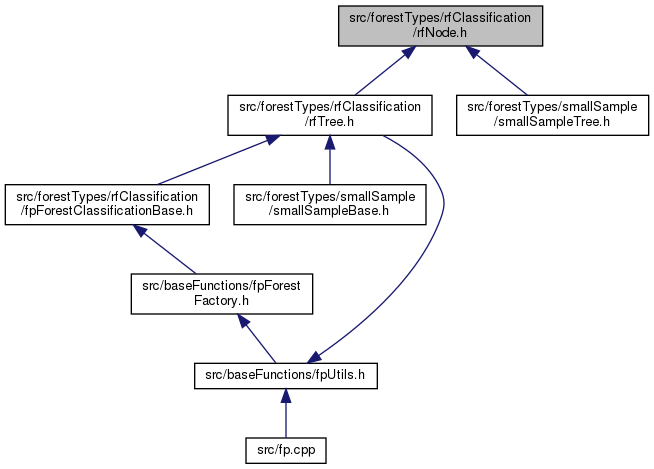 src/forestTypes/rfClassification
/rfNode.h
src/forestTypes/rfClassification
/rfTree.h
src/forestTypes/smallSample
/smallSampleTree.h
src/forestTypes/rfClassification
/fpForestClassificationBase.h
src/forestTypes/smallSample
/smallSampleBase.h
src/baseFunctions/fpForest
Factory.h
src/baseFunctions/fpUtils.h
src/fp.cpp